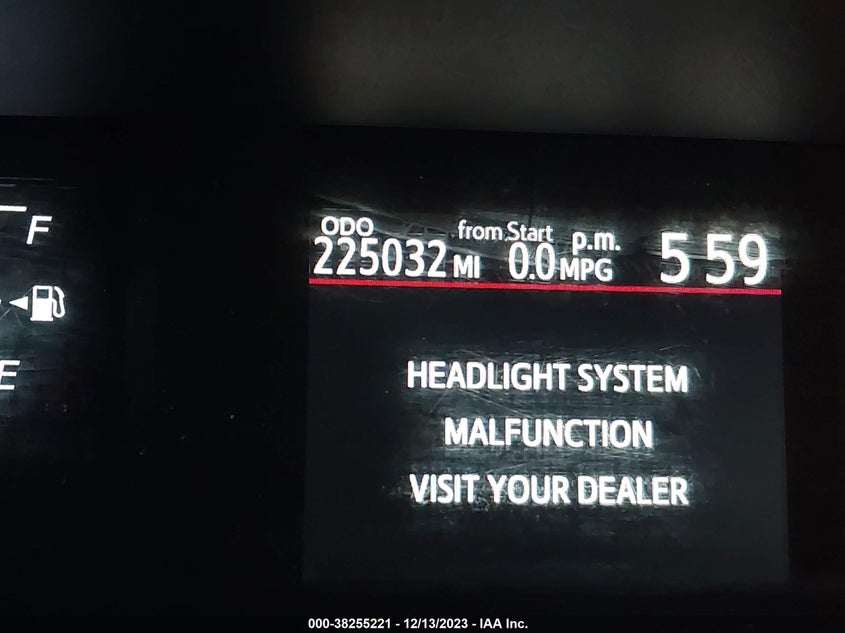 F
E
ODO from Start p.m.
225032 MI 0.0 MPG 5 59
HEADLIGHT SYSTEM
MALFUNCTION
VISIT YOUR DEALER
000-38255221 - 12/13/2023 - IAA Inc.